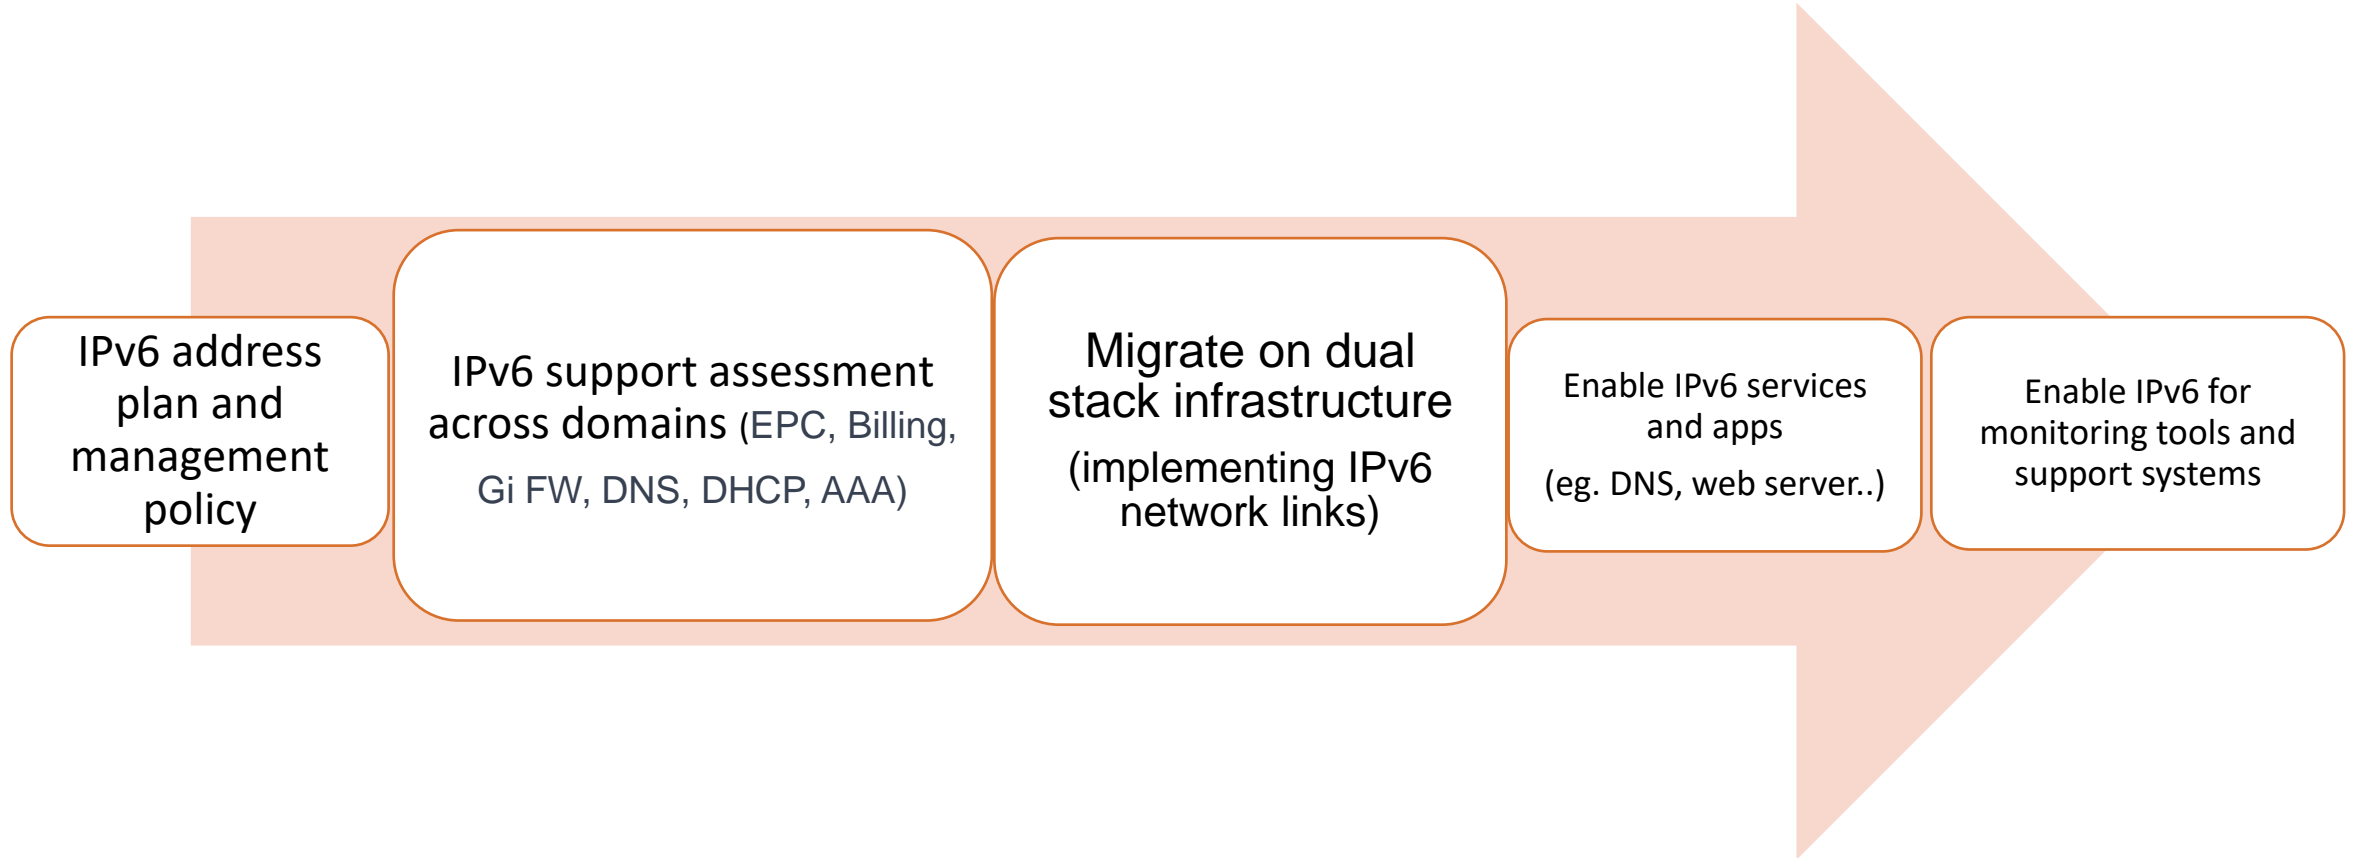 IPv6 address
plan and
management
policy
IPv6 support assessment
across domains (EPC, Billing,
Gi FW, DNS, DHCP, AAA)
Migrate on dual
stack infrastructure
(implementing IPv6
network links)
Enable IPv6 services
and apps
(eg. DNS, web server..)
Enable IPv6 for
monitoring tools and
support systems